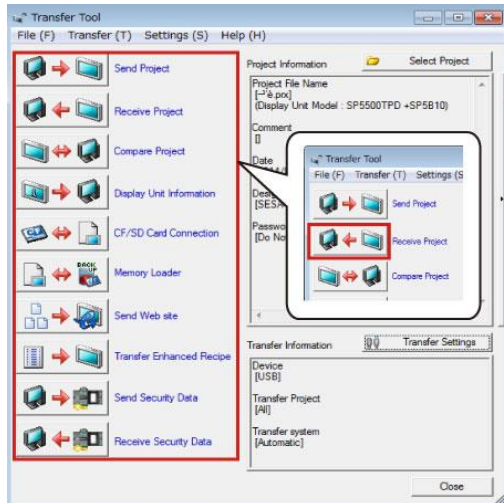 Transfer Tool
File (F) Transfer (T) Settings (S) Help (H)
Send Project
Receive Project
Compare Project
Display Unit Information
CF/SD Card Connection
BACK UP
Memory Loader
Send Web site
Transfer Enhanced Recipe
Send Security Data
Receive Security Data
Project Information
Select Project
Project File Name
(Display Unit Model : SP5500TPD +SP5B10)
Comment
[]
Date
[SESA
[Do No
Transfer Tool
File (F) Transfer (T) Settings (S
Send Project
Receive Project
Compare Project
Transfer Information
Transfer Settings
Device
[USB]
Transfer Project
[All]
Transfer system
[Automatic]
Close